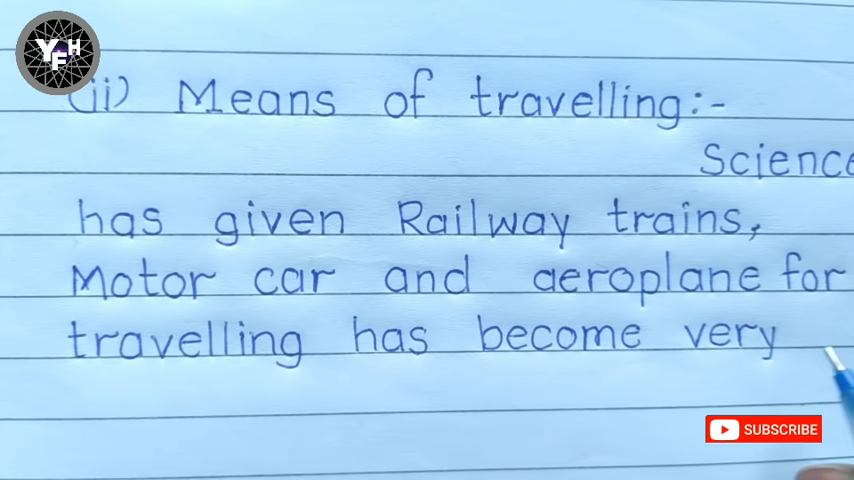 YFH
(ii) Means of travelling:-
Science
has given Railway trains,
Motor car and aeroplane for
travelling has become very
SUBSCRIBE